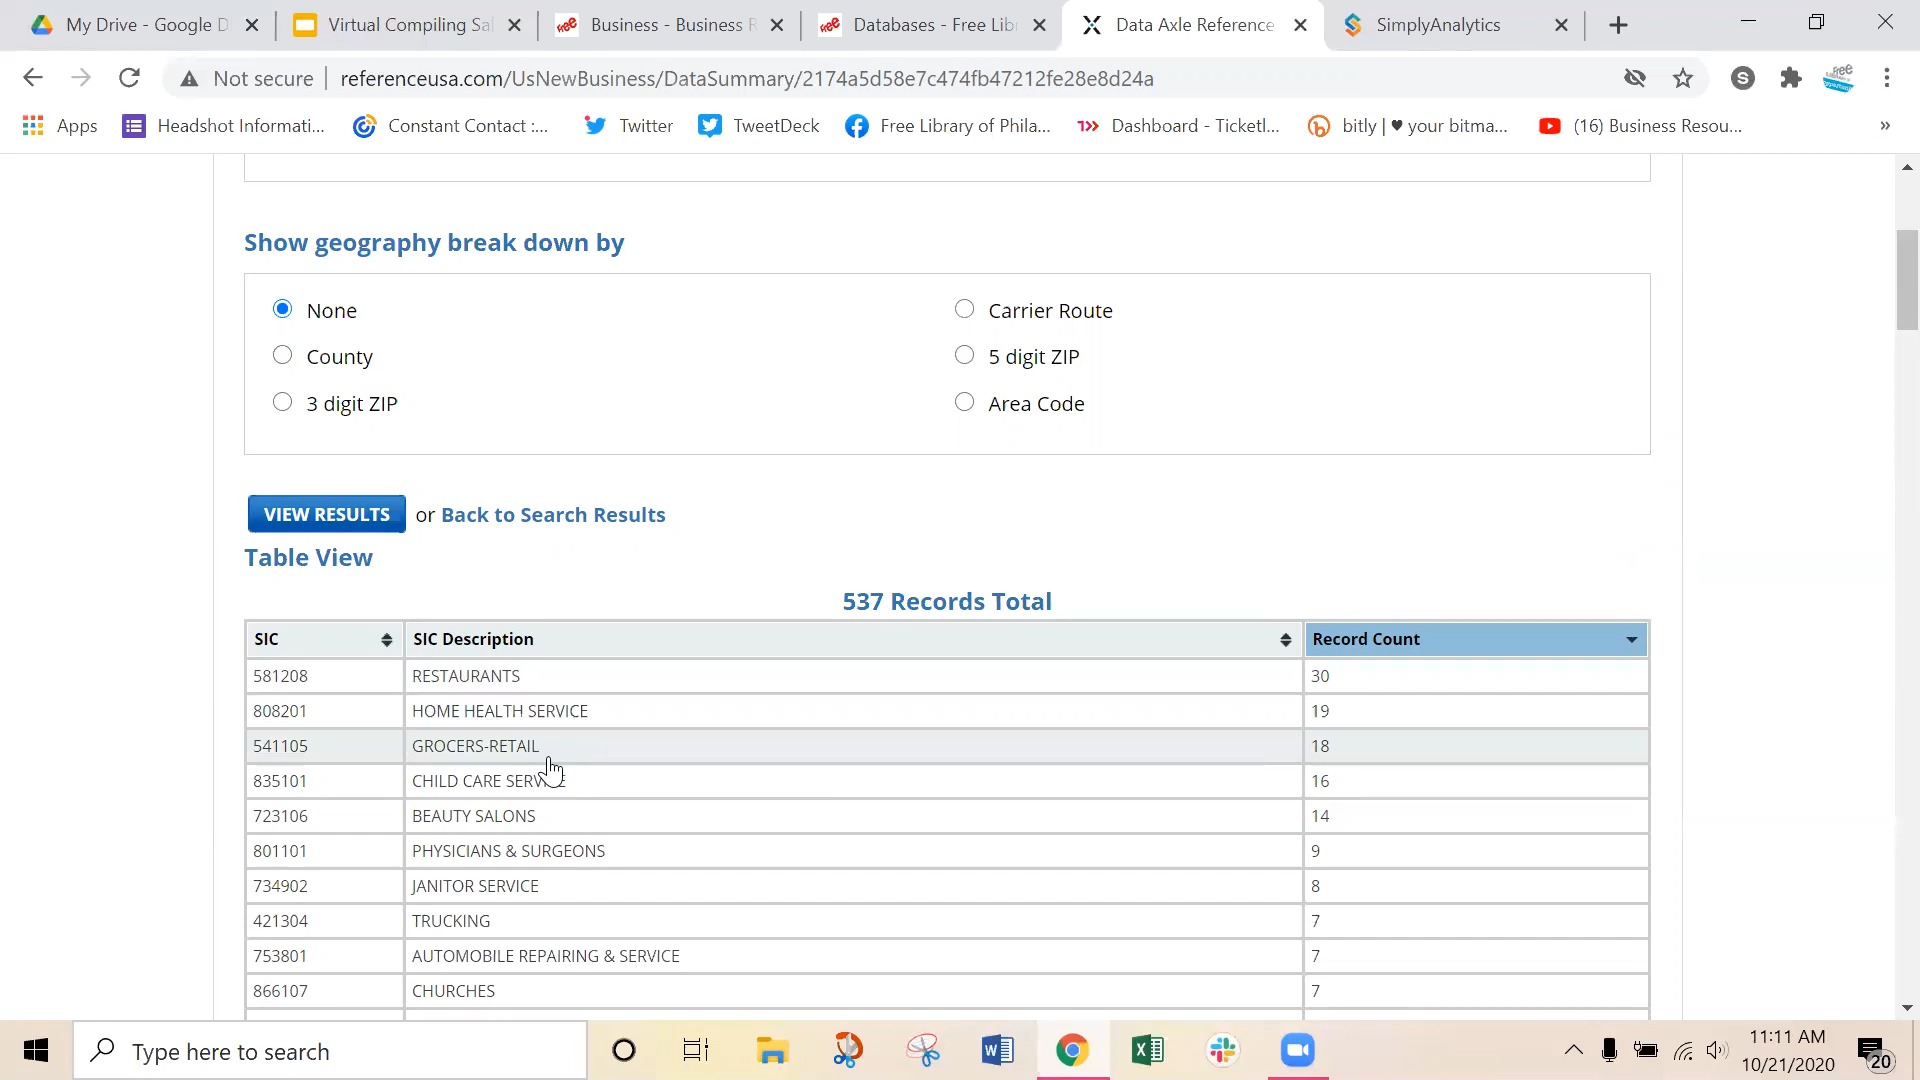 My Drive - Google D
Virtual Compiling Sal
Business - Business R
Databases - Free Lib
Data Axle Reference
SimplyAnalytics
Not secure
referenceusa.com/UsNewBusiness/DataSummary/2174a5d58e7c474fb47212fe28e8d24a
S
Apps
Headshot Informati...
Constant Contact :...
Twitter
TweetDeck
Free Library of Phila...
Dashboard - Ticketl...
bitly | ♥ your bitma...
(16) Business Resou...
»
Show geography break down by
None
Carrier Route
County
5 digit ZIP
3 digit ZIP
Area Code
VIEW RESULTS or Back to Search Results
Table View
537 Records Total
SIC SIC Description Record Count
581208 RESTAURANTS 30
808201 HOME HEALTH SERVICE 19
541105 GROCERS-RETAIL 18
835101 CHILD CARE SERVICE 16
723106 BEAUTY SALONS 14
801101 PHYSICIANS & SURGEONS 9
734902 JANITOR SERVICE 8
421304 TRUCKING 7
753801 AUTOMOBILE REPAIRING & SERVICE 7
866107 CHURCHES 7
Type here to search
11:11 AM
10/21/2020
20